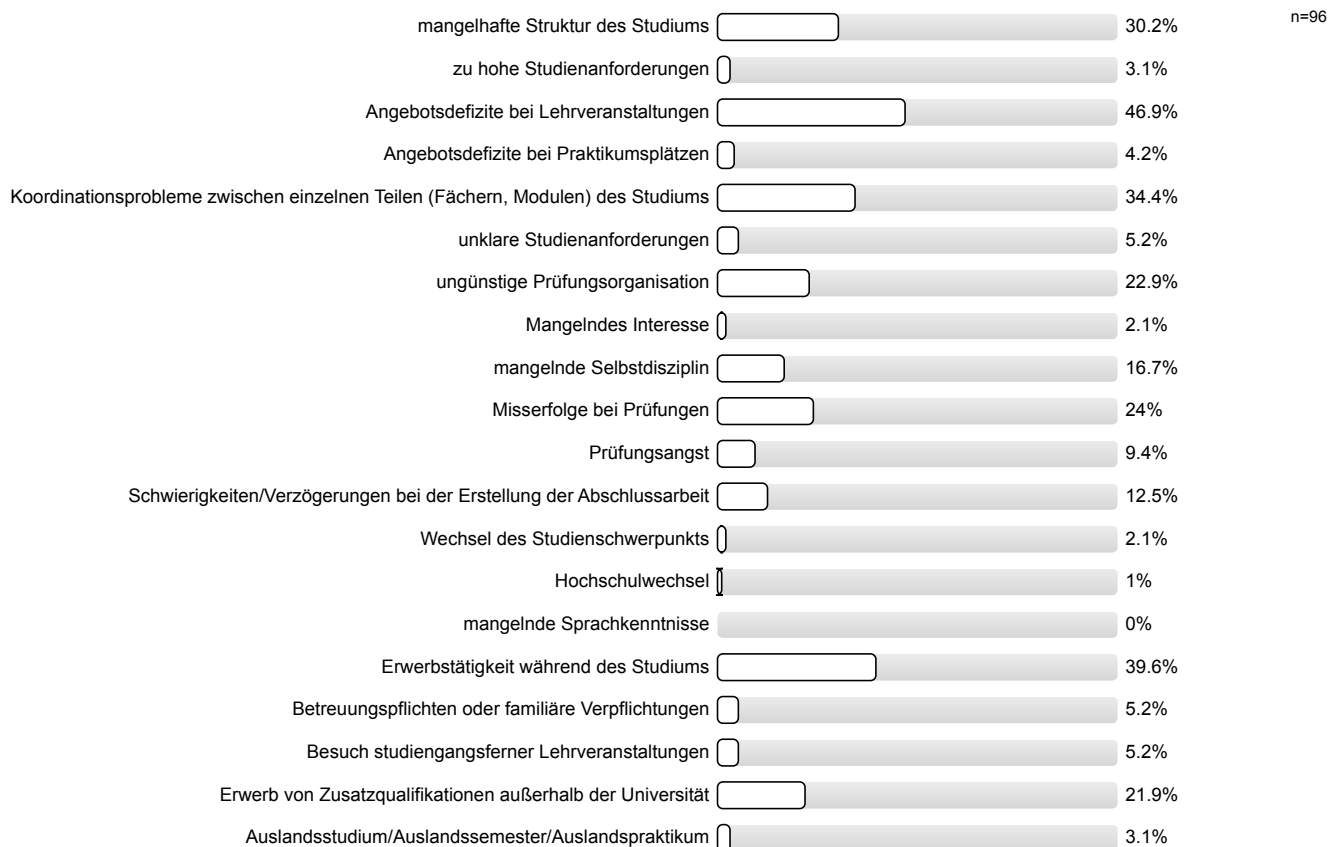 mangelhafte Struktur des Studiums 30.2% n=96
zu hohe Studienanforderungen 3.1%
Angebotsdefizite bei Lehrveranstaltungen 46.9%
Angebotsdefizite bei Praktikumsplätzen 4.2%
Koordinationsprobleme zwischen einzelnen Teilen (Fächern, Modulen) des Studiums 34.4%
unklare Studienanforderungen 5.2%
ungünstige Prüfungsorganisation 22.9%
Mangelndes Interesse 2.1%
mangelnde Selbstdisziplin 16.7%
Misserfolge bei Prüfungen 24%
Prüfungsangst 9.4%
Schwierigkeiten/Verzögerungen bei der Erstellung der Abschlussarbeit 12.5%
Wechsel des Studienschwerpunkts 2.1%
Hochschulwechsel 1%
mangelnde Sprachkenntnisse 0%
Erwerbstätigkeit während des Studiums 39.6%
Betreuungspflichten oder familiäre Verpflichtungen 5.2%
Besuch studiengangsferner Lehrveranstaltungen 5.2%
Erwerb von Zusatzqualifikationen außerhalb der Universität 21.9%
Auslandsstudium/Auslandssemester/Auslandspraktikum 3.1%